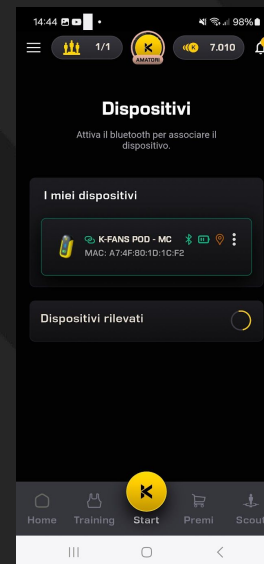 14:44
98%
1/1
AMATORI
7.010
Dispositivi
Attiva il bluetooth per associare il
dispositivo.
I miei dispositivi
K-FANS POD - MC
MAC: A7:4F:80:1D:1C:F2
Dispositivi rilevati
Home Training Start Premi Scout